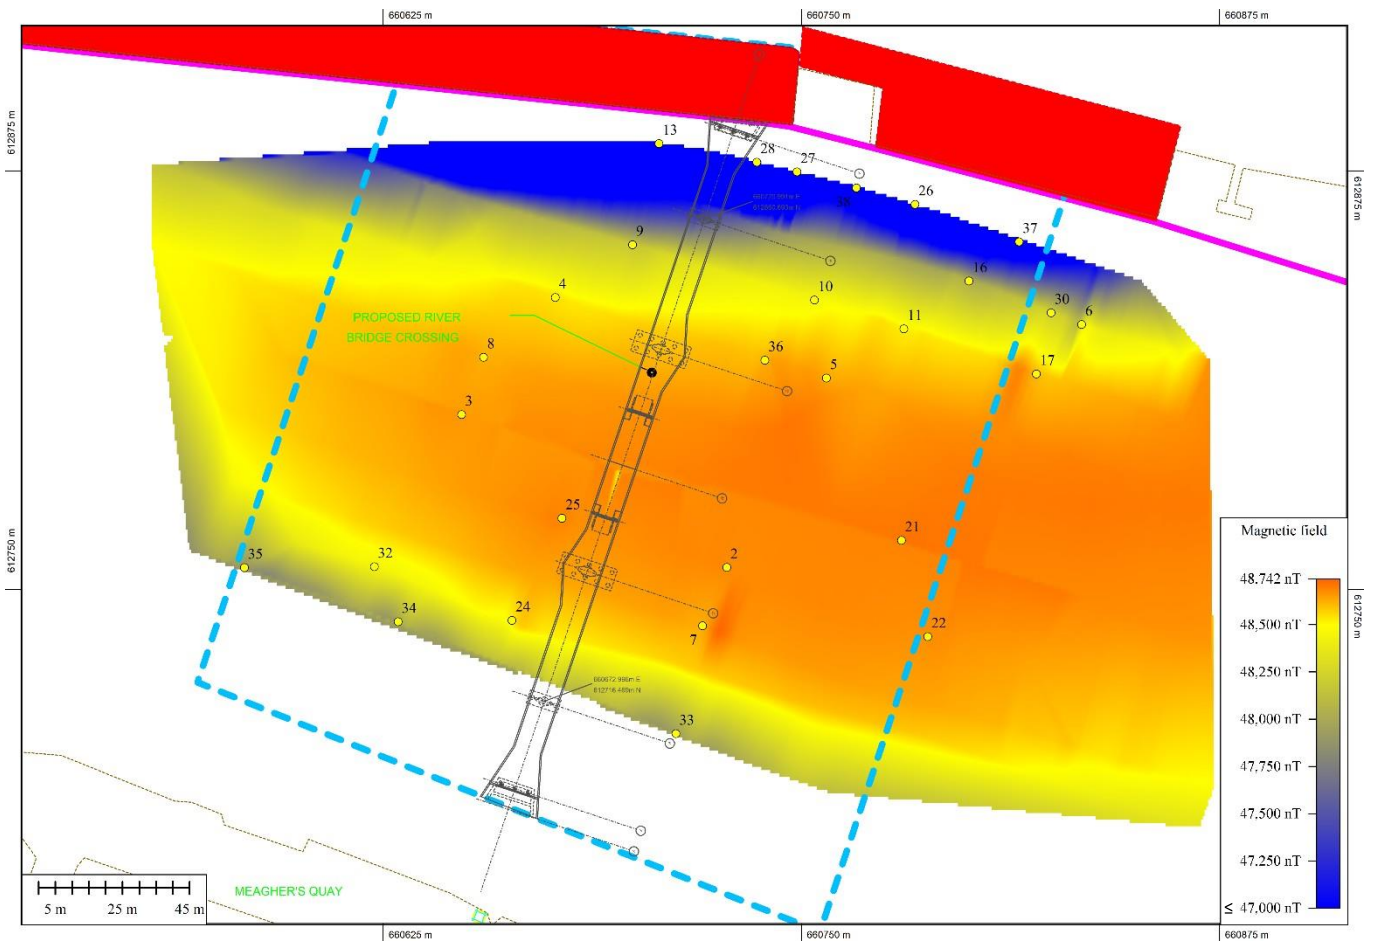 660625 m
660750 m
660875 m
612875 m
612875 m
13
28
27
38
26
37
9
16
4
10
30
6
11
PROPOSED RIVER
BRIDGE CROSSING
8
36
5
17
3
25
21
2
612750 m
612750 m
35
32
34
24
7
22
33
Magnetic field
48.742 nT
48,500 nT
48,250 nT
48,000 nT
47,750 nT
47,500 nT
47,250 nT
≤ 47,000 nT
5 m 25 m 45 m
MEAGHER'S QUAY
660625 m
660750 m
660875 m